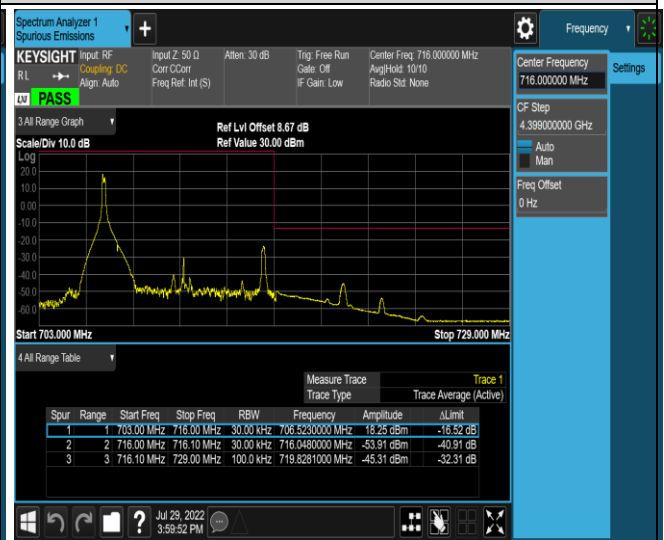 Spectrum Analyzer 1
Spurious Emissions
+
Frequency
KEYSIGHT Input: RF Input Z: 50 Ω Atten: 30 dB Trig: Free Run Center Freq: 716.000000 MHz
RL Coupling: DC Corr CCorr Gate: Off Avg|Hold: 10/10
Align: Auto Freq Ref: Int (S) IF Gain: Low Radio Std: None
LXI PASS
Center Frequency
716.000000 MHz
Settings
CF Step
4.399000000 GHz
Auto
Man
Freq Offset
0 Hz
3 All Range Graph
Ref Lvl Offset 8.67 dB
Scale/Div 10.0 dB Ref Value 30.00 dBm
Log
20.0
10.0
0.00
-10.0
-20.0
-30.0
-40.0
-50.0
-60.0
Start 703.000 MHz Stop 729.000 MHz
4 All Range Table
Measure Trace Trace 1
Trace Type Trace Average (Active)
Spur Range Start Freq Stop Freq RBW Frequency Amplitude ΔLimit
1 1 703.00 MHz 716.00 MHz 30.00 kHz 706.5230000 MHz 18.25 dBm -16.52 dB
2 2 716.00 MHz 716.10 MHz 30.00 kHz 716.0480000 MHz -53.91 dBm -40.91 dB
3 3 716.10 MHz 729.00 MHz 100.0 kHz 719.8281000 MHz -45.31 dBm -32.31 dB
? Jul 29, 2022
3:59:52 PM